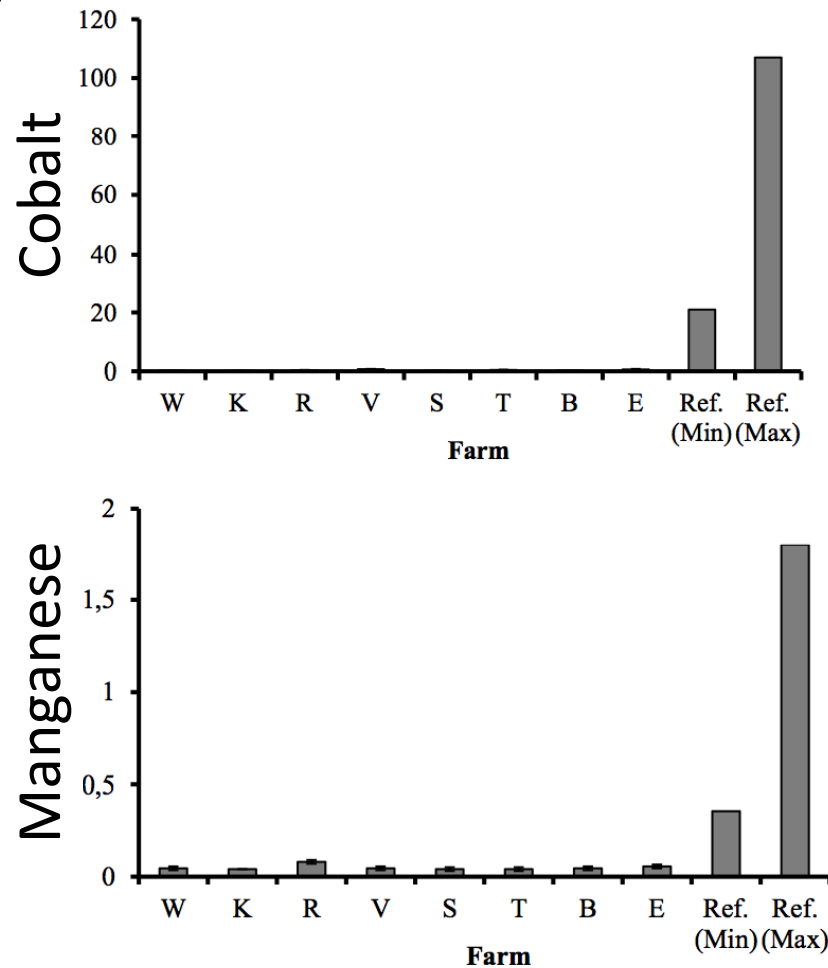 Cobalt
120
100
80
60
40
20
0
W K R V S T B E Ref. Ref.
(Min) (Max)
Farm
Manganese
2
1,5
1
0,5
0
W K R V S T B E Ref. Ref.
(Min) (Max)
Farm